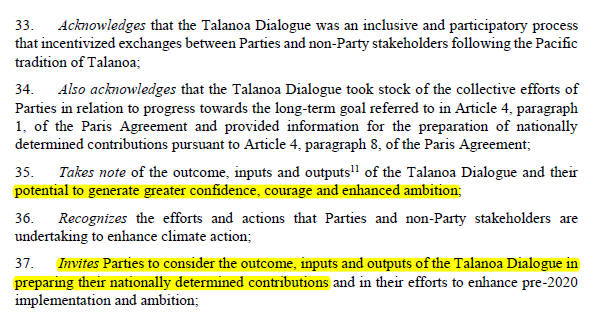 33. Acknowledges that the Talanoa Dialogue was an inclusive and participatory process
that incentivized exchanges between Parties and non-Party stakeholders following the Pacific
tradition of Talanoa;
34. Also acknowledges that the Talanoa Dialogue took stock of the collective efforts of
Parties in relation to progress towards the long-term goal referred to in Article 4, paragraph
1, of the Paris Agreement and provided information for the preparation of nationally
determined contributions pursuant to Article 4, paragraph 8, of the Paris Agreement;
35. Takes note of the outcome, inputs and outputs¹¹ of the Talanoa Dialogue and their
potential to generate greater confidence, courage and enhanced ambition;
36. Recognizes the efforts and actions that Parties and non-Party stakeholders are
undertaking to enhance climate action;
37. Invites Parties to consider the outcome, inputs and outputs of the Talanoa Dialogue in
preparing their nationally determined contributions and in their efforts to enhance pre-2020
implementation and ambition;